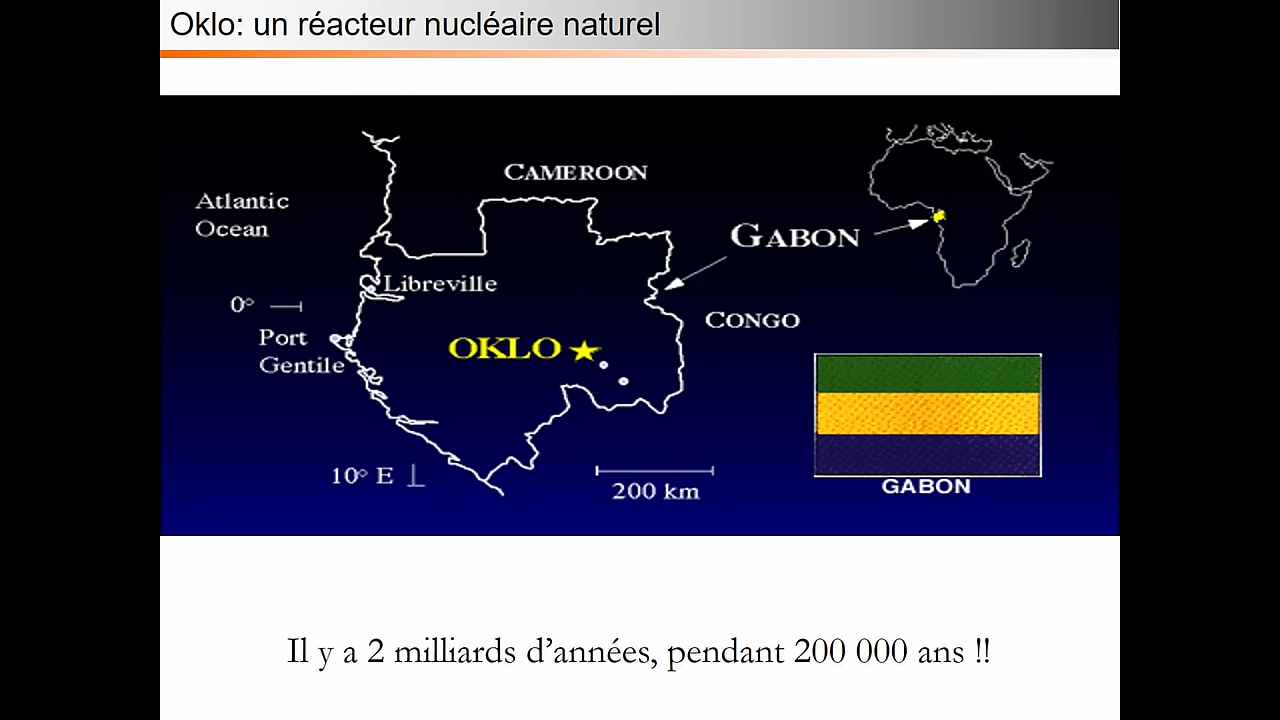 Oklo: un réacteur nucléaire naturel
CAMEROON
Atlantic
Ocean
GABON
Libreville
0°
CONGO
Port
Gentile
OKLO
10° E
200 km
GABON
Il y a 2 milliards d’années, pendant 200 000 ans !!